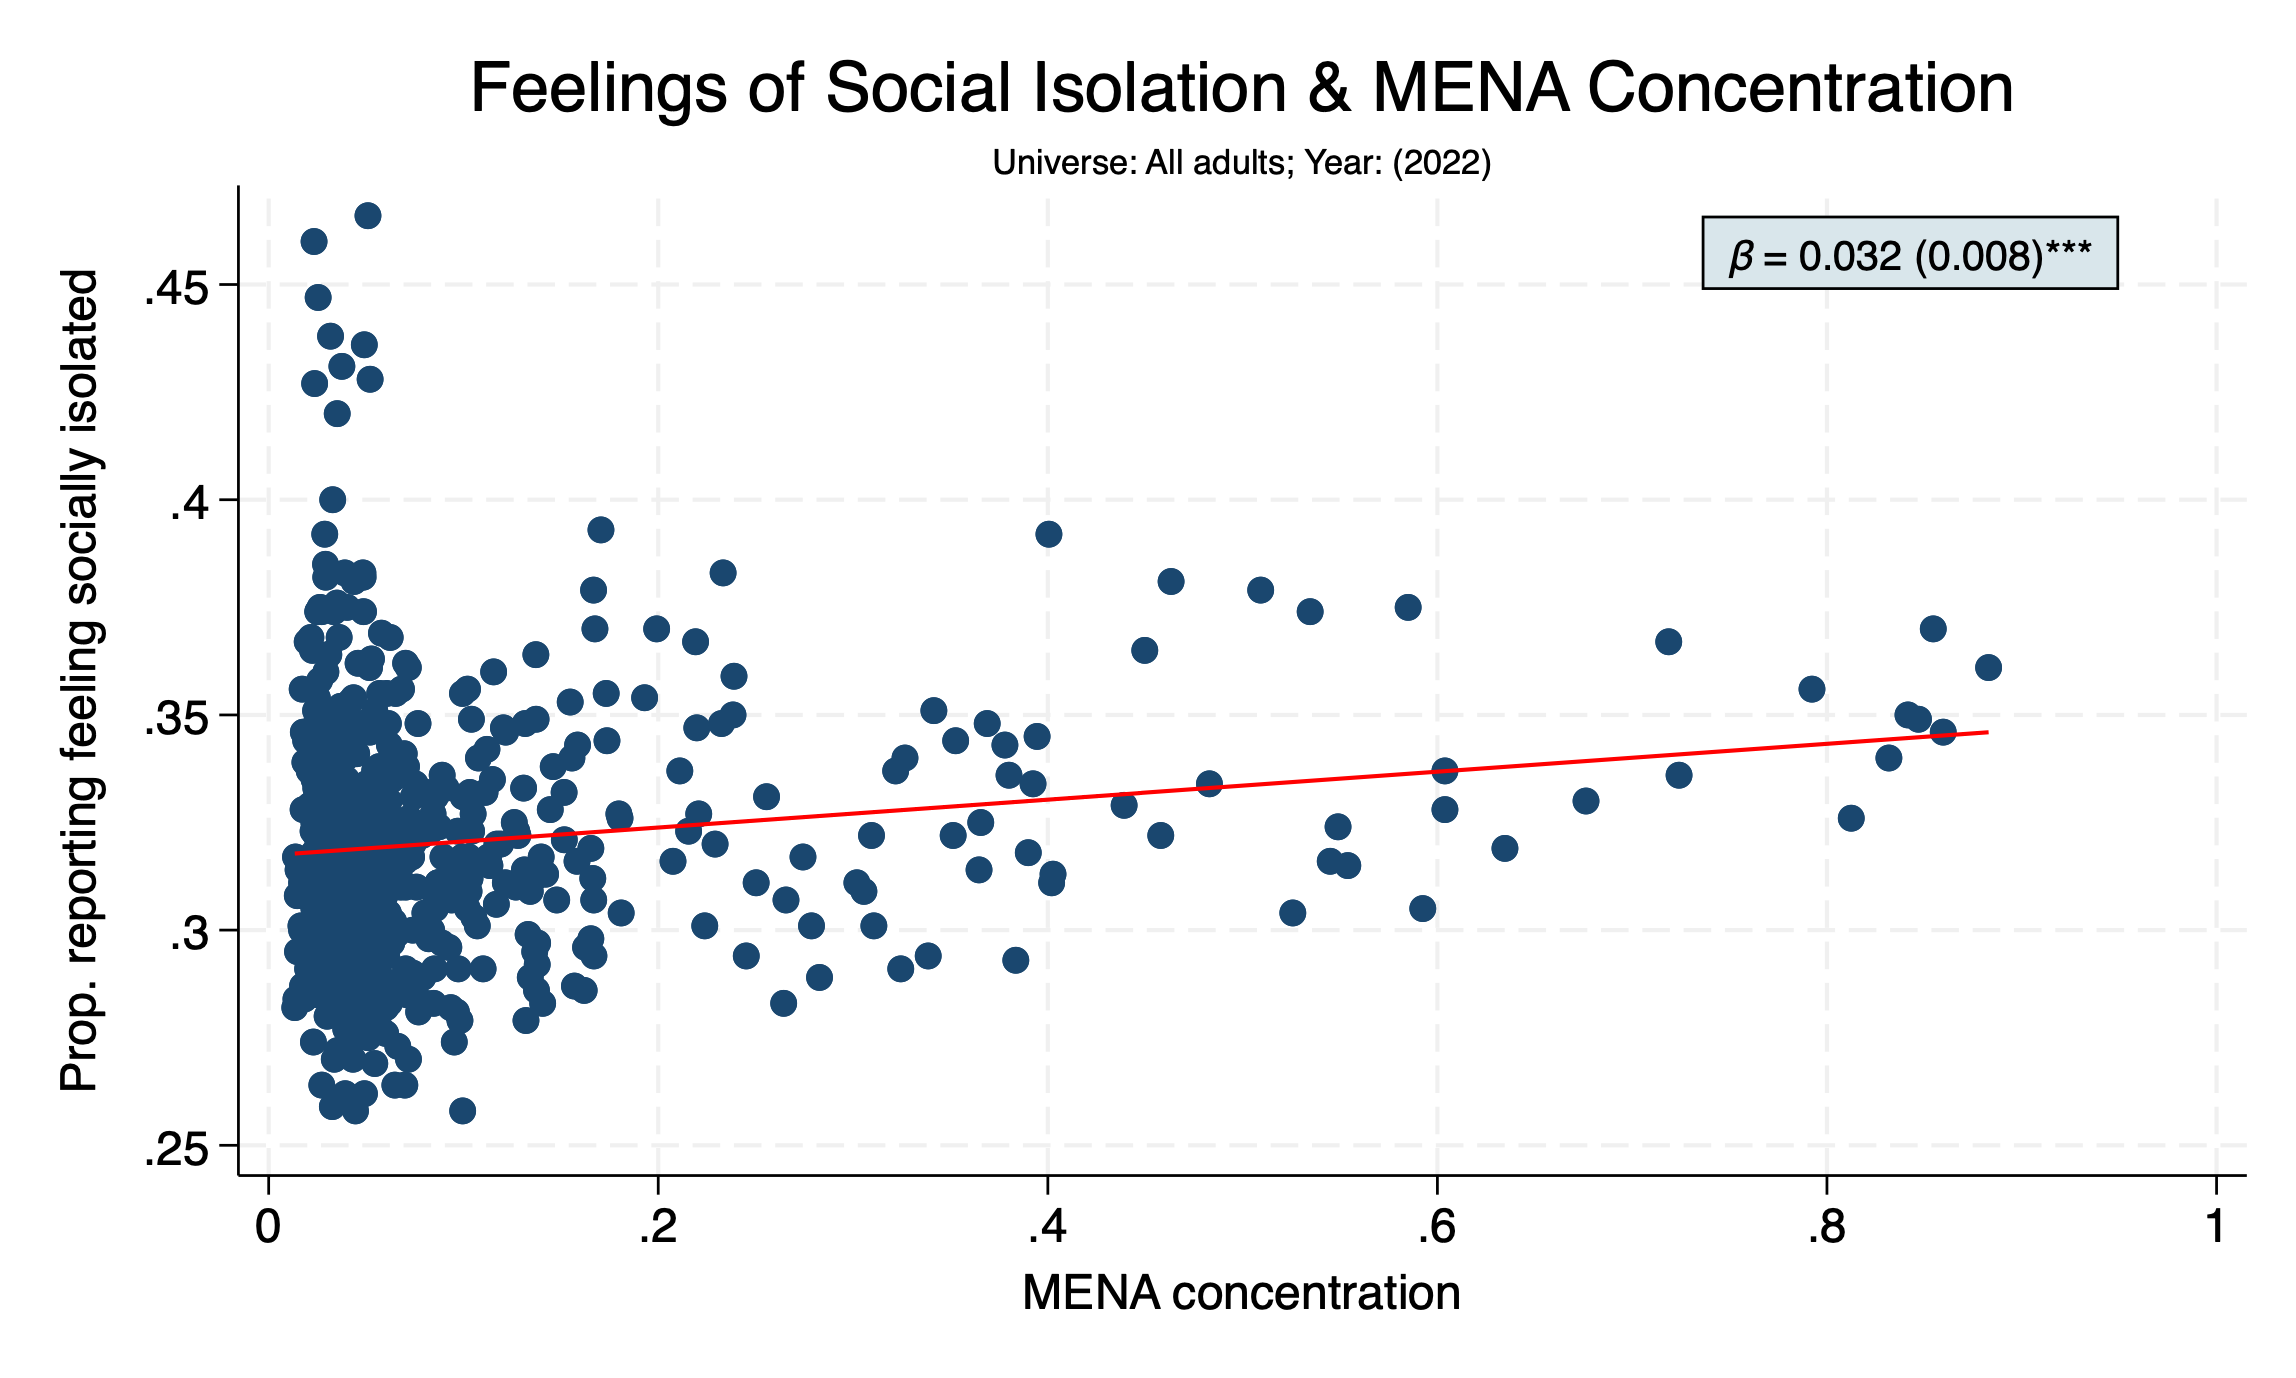 Feelings of Social Isolation & MENA Concentration
Universe: All adults; Year: (2022)
β = 0.032 (0.008)***
Prop. reporting feeling socially isolated
.45
.4
.35
.3
.25
0 .2 .4 .6 .8 1
MENA concentration